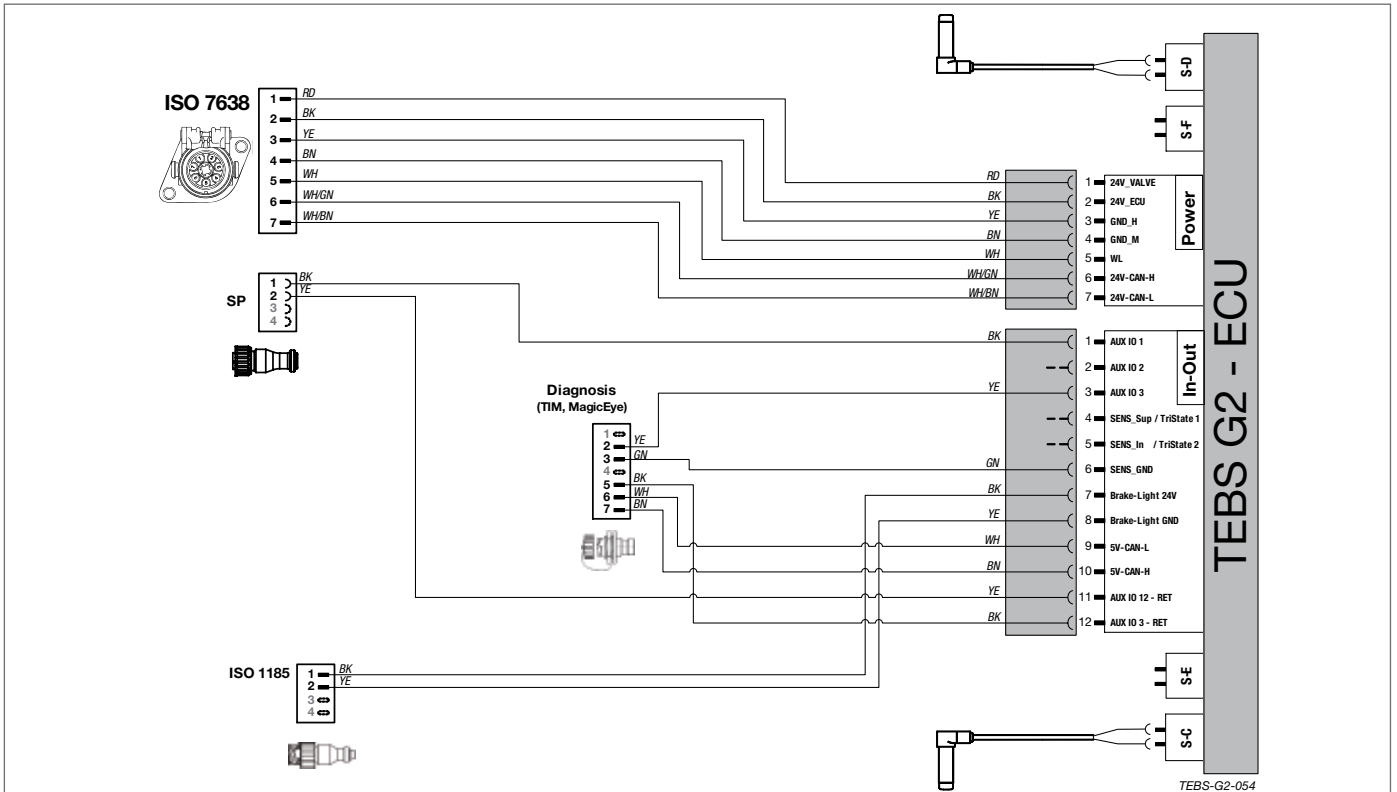 S-D
ISO 7638
1 RD
2 BK
3 YE
4 BN
5 WH
6 WH/GN
7 WH/BN
S-F
RD 1 24V_VALVE
BK 2 24V_ECU
YE 3 GND_H
BN 4 GND_M
WH 5 WL
WH/GN 6 24V-CAN-H
WH/BN 7 24V-CAN-L
Power
SP
1 BK
2 YE
3
4
BK 1 AUX IO 1
2 AUX IO 2
YE 3 AUX IO 3
4 SENS_Sup / TriState 1
5 SENS_In / TriState 2
GN 6 SENS_GND
BK 7 Brake-Light 24V
YE 8 Brake-Light GND
WH 9 5V-CAN-L
BN 10 5V-CAN-H
YE 11 AUX IO 12 - RET
BK 12 AUX IO 3 - RET
In-Out
TEBS G2 - ECU
Diagnosis
(TIM, MagicEye)
1
2 YE
3 GN
4
5 BK
6 WH
7 BN
ISO 1185
1 BK
2 YE
3
4
S-E
S-C
TEBS-G2-054